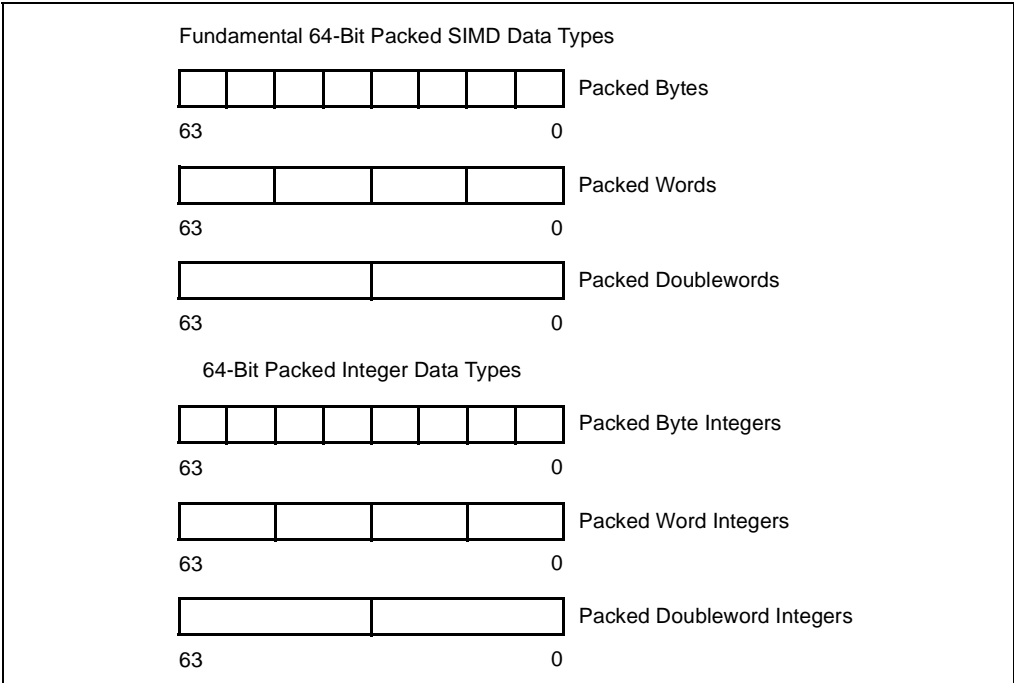 Fundamental 64-Bit Packed SIMD Data Types
Packed Bytes
63 0
Packed Words
63 0
Packed Doublewords
63 0
64-Bit Packed Integer Data Types
Packed Byte Integers
63 0
Packed Word Integers
63 0
Packed Doubleword Integers
63 0